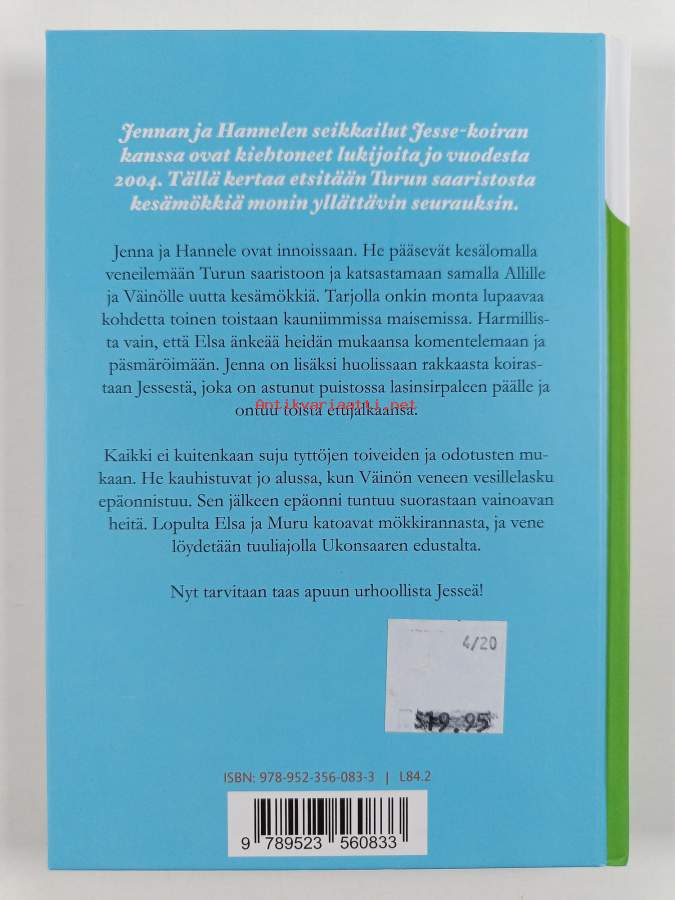 Jennan ja Hannelen seikkailut Jesse-koiran
kanssa ovat kiehtoneet lukijoita jo vuodesta
2004. Tällä kertaa etsitään Turun saaristosta
kesämökkiä monin yllättävin seurauksin.
Jenna ja Hannele ovat innoissaan. He pääsevät kesälomalla
veneilemään Turun saaristoon ja katsastamaan samalla Allille
ja Väinölle uutta kesämökkiä. Tarjolla onkin monta lupaavaa
kohdetta toinen toistaan kauniimmissa maisemissa. Harmillis-
ta vain, että Elsa änkeää heidän mukaansa komentelemaan ja
päsmäröimään. Jenna on lisäksi huolissaan rakkaasta koiras-
taan Jessestä, joka on astunut puistossa lasinsirpaleen päälle ja
ontuu toista etujalkaansa.
Antikvariaatti.net
Kaikki ei kuitenkaan suju tyttöjen toiveiden ja odotusten mu-
kaan. He kauhistuvat jo alussa, kun Väinön veneen vesillelasku
epäonnistuu. Sen jälkeen epäonni tuntuu suorastaan vainoavan
heitä. Lopulta Elsa ja Muru katoavat mökkirannasta, ja vene
löydetään tuuliajolla Ukonsaaren edustalta.
Nyt tarvitaan taas apuun urhoollista Jesseä!
4/20
19.95
ISBN: 978-952-356-083-3 | L84.2
9 789523 560833